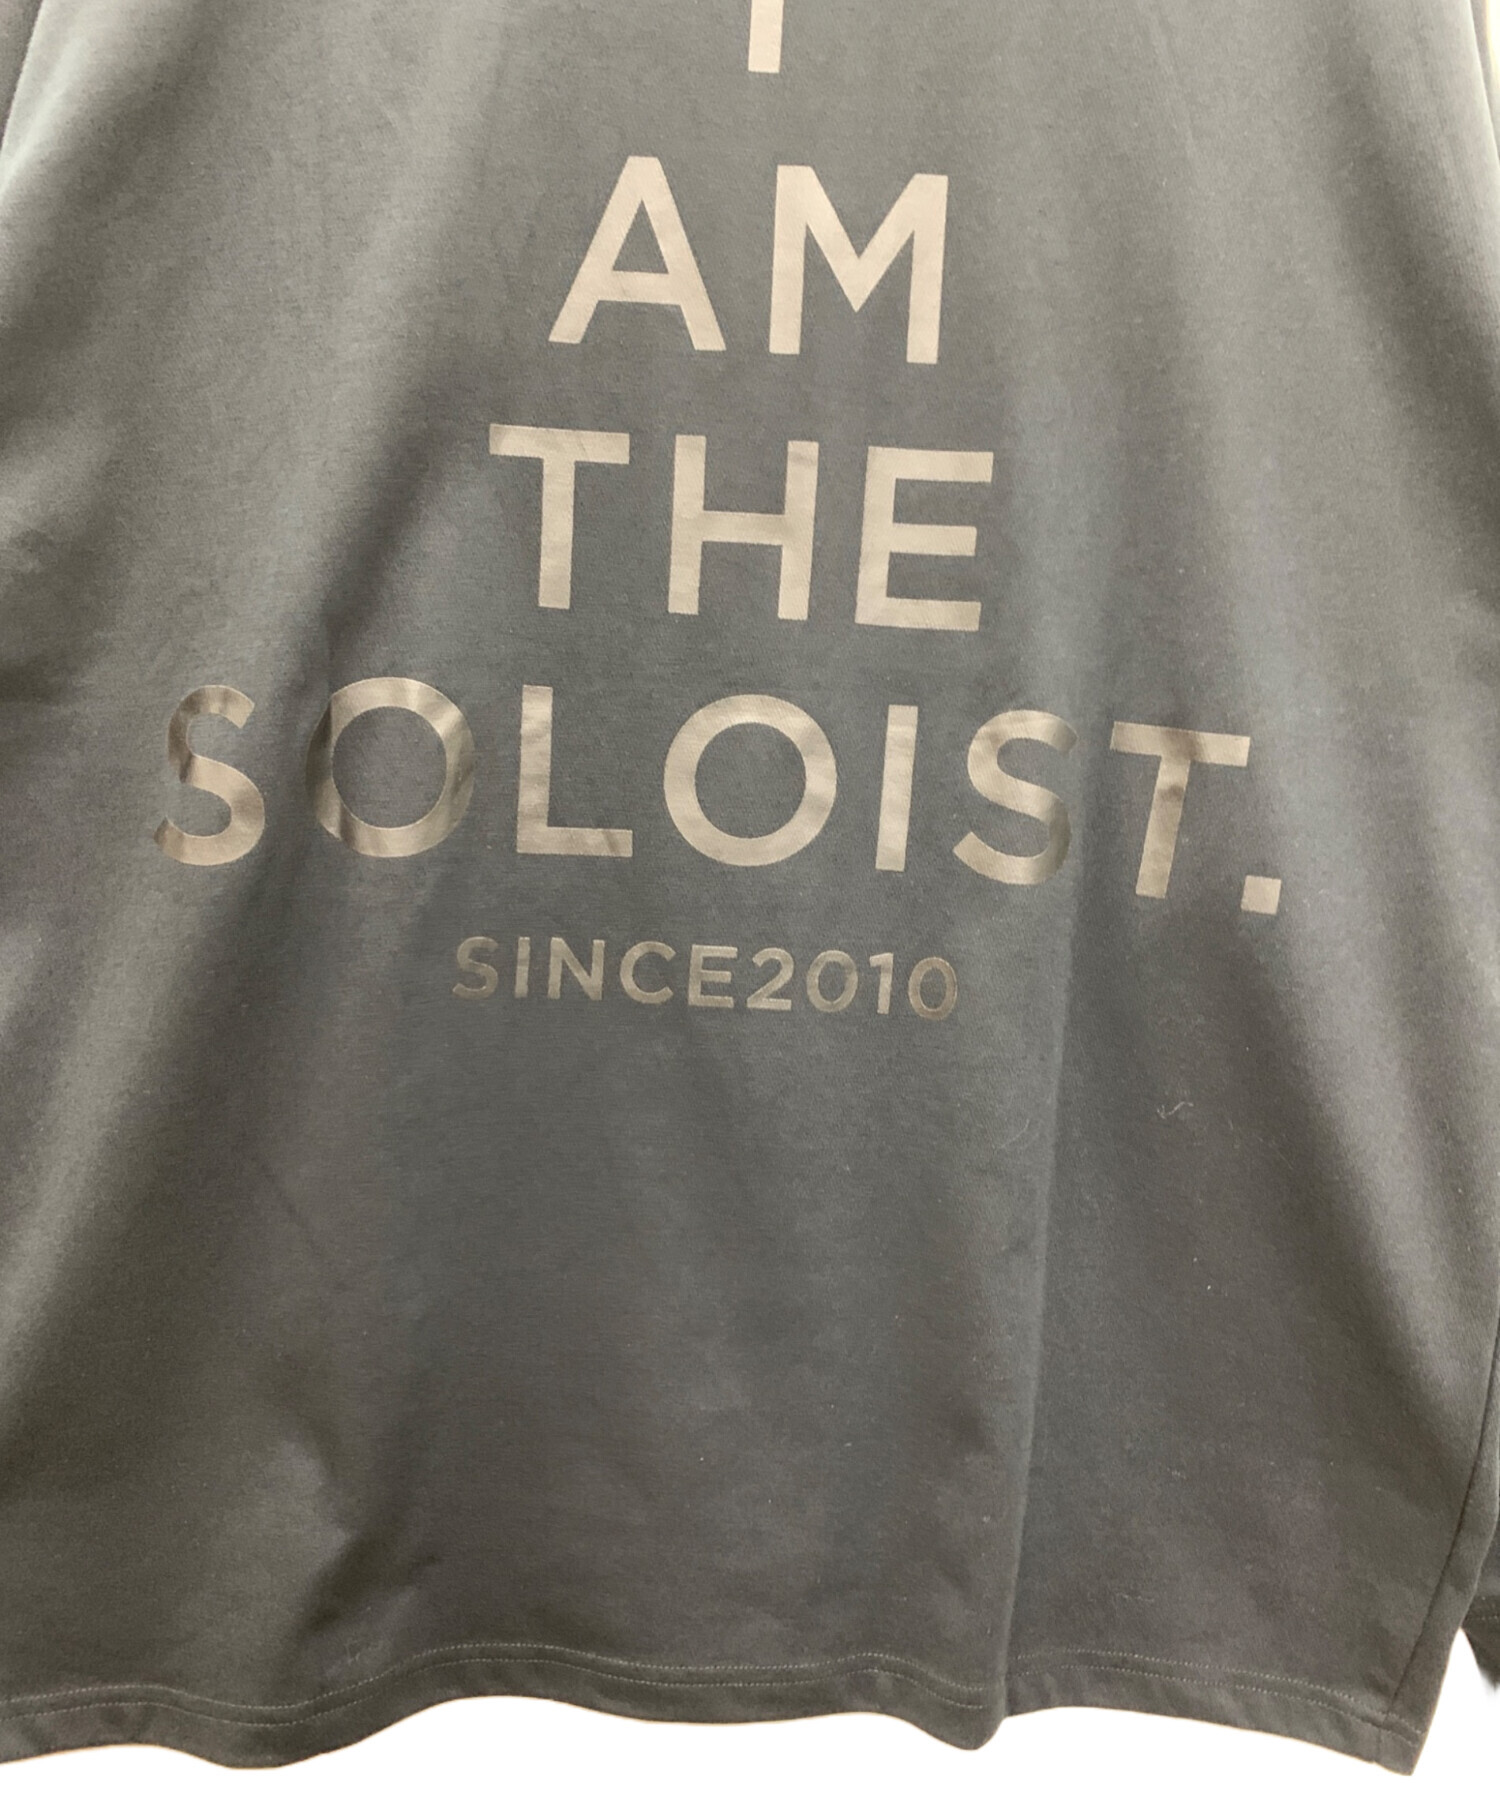 I
AM
THE
SOLOIST.
SINCE2010